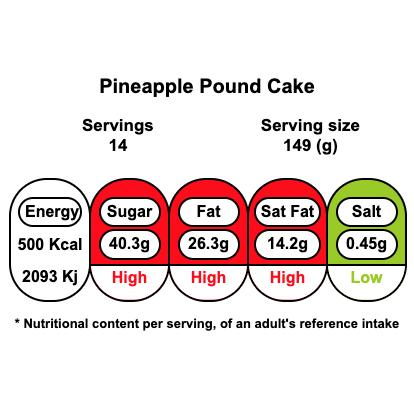 Pineapple Pound Cake
Servings Serving size
14 149 (g)
Energy Sugar Fat Sat Fat Salt
500 Kcal 40.3g 26.3g 14.2g 0.45g
2093 Kj High High High Low
* Nutritional content per serving, of an adult's reference intake